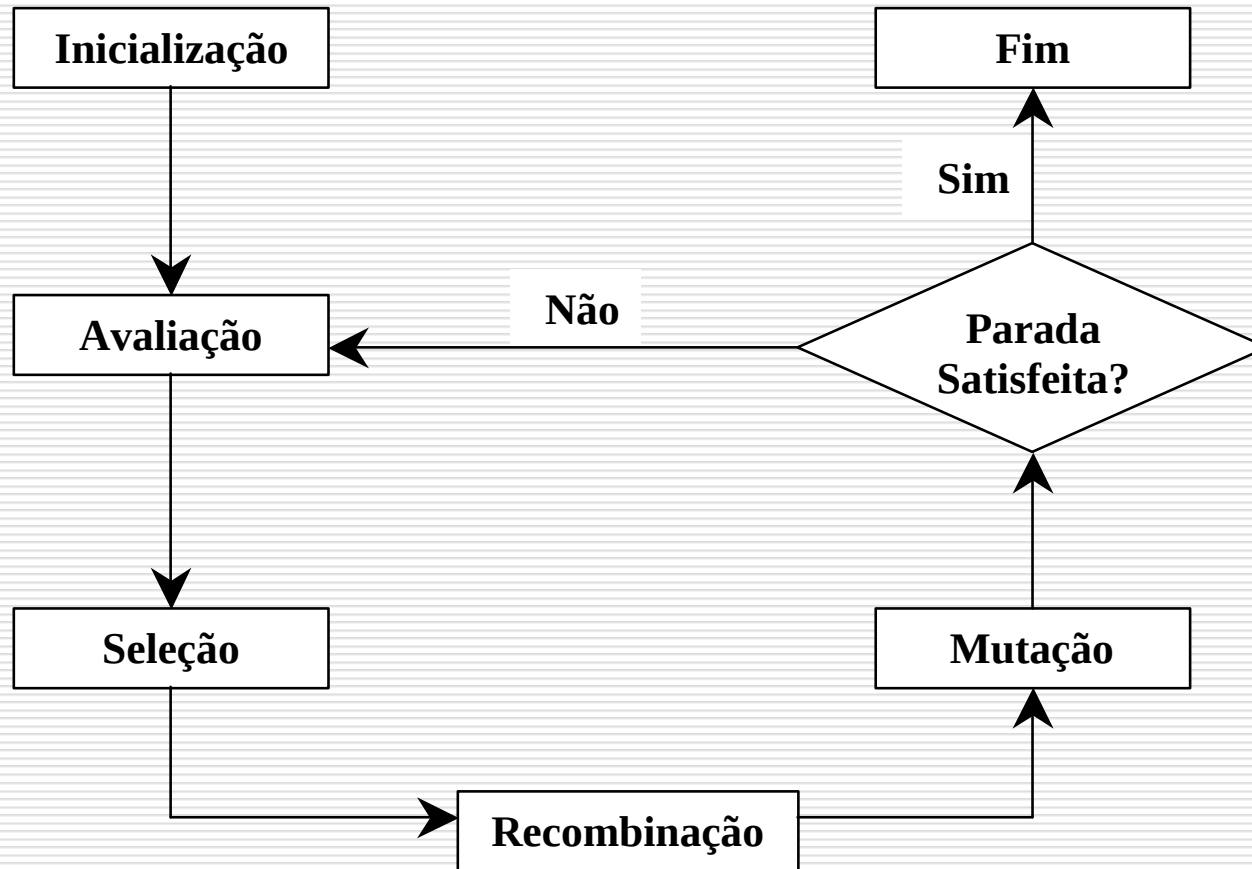 Inicialização
Fim
Sim
Não
Avaliação
Parada
Satisfeita?
Seleção
Mutação
Recombinação